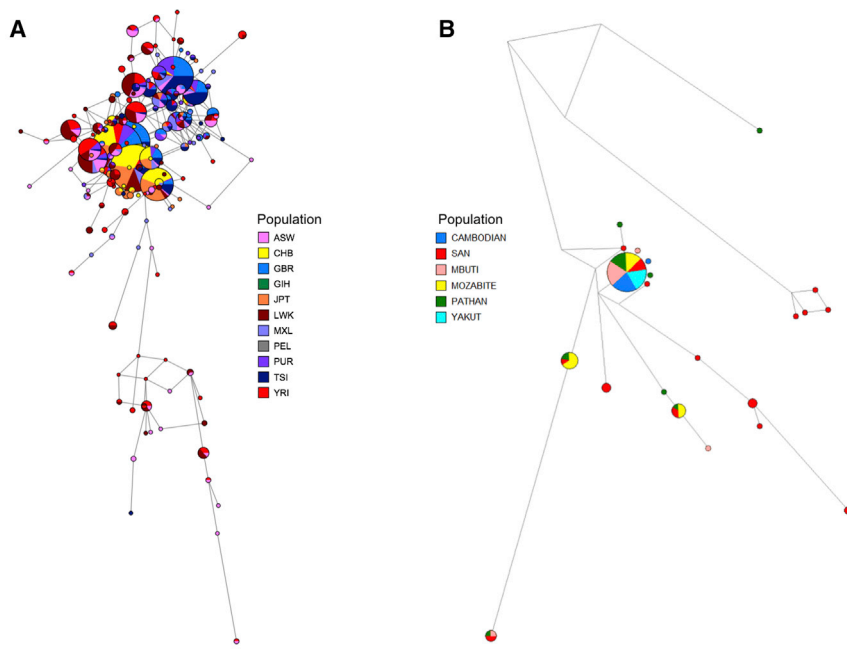 A
B
Population
ASW
CHB
GBR
GIH
JPT
LWK
MXL
PEL
PUR
TSI
YRI
Population
CAMBODIAN
SAN
MBUTI
MOZABITE
PATHAN
YAKUT